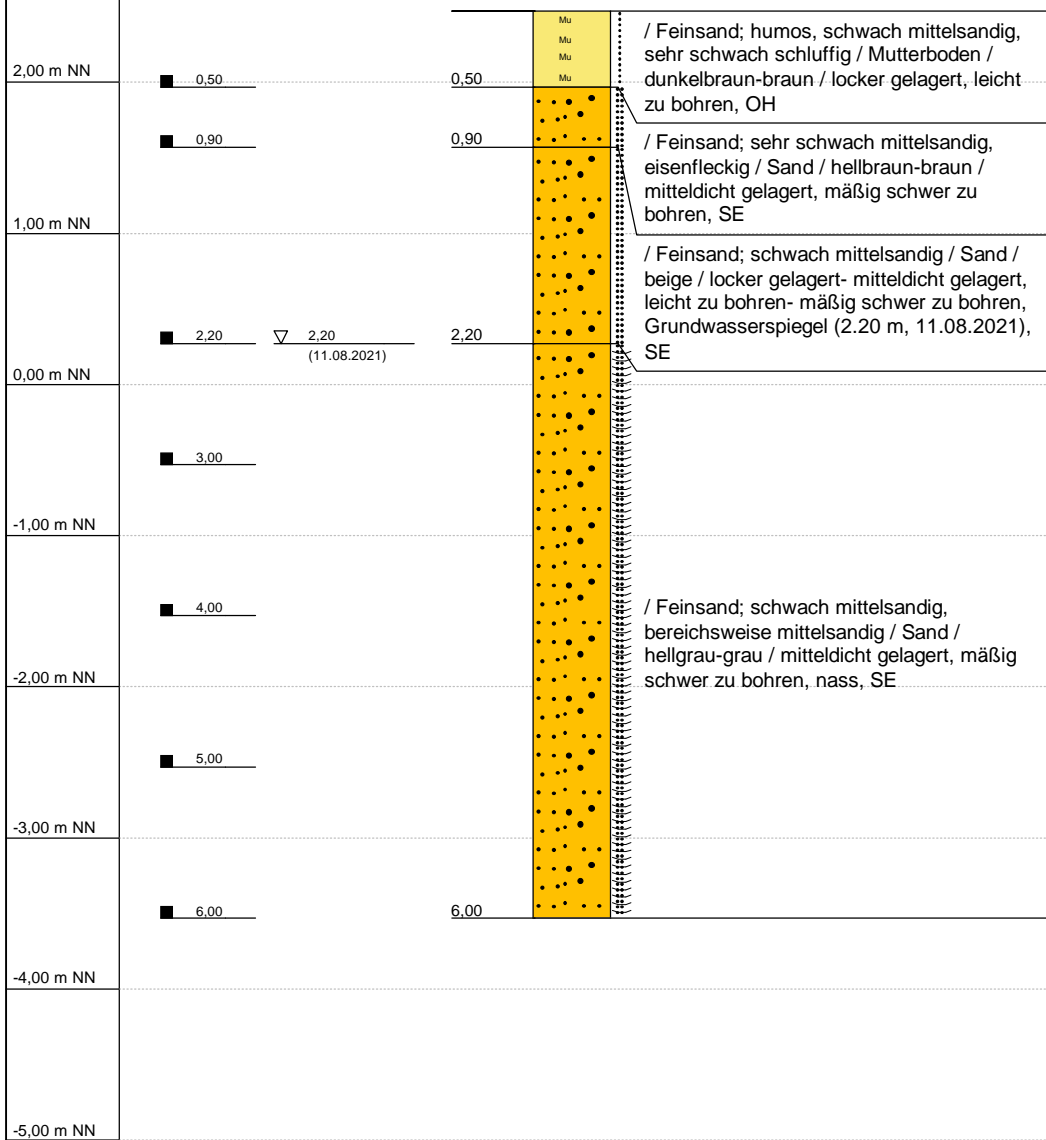 Mu
Mu
Mu
Mu
/ Feinsand; humos, schwach mittelsandig,
sehr schwach schluffig / Mutterboden /
dunkelbraun-braun / locker gelagert, leicht
zu bohren, OH
2,00 m NN
0,50
0,50
0,90
0,90
/ Feinsand; sehr schwach mittelsandig,
eisenfleckig / Sand / hellbraun-braun /
mitteldicht gelagert, mäßig schwer zu
bohren, SE
1,00 m NN
/ Feinsand; schwach mittelsandig / Sand /
beige / locker gelagert- mitteldicht gelagert,
leicht zu bohren- mäßig schwer zu bohren,
Grundwasserspiegel (2.20 m, 11.08.2021),
SE
2,20
2,20
(11.08.2021)
2,20
0,00 m NN
3,00
-1,00 m NN
4,00
/ Feinsand; schwach mittelsandig,
bereichsweise mittelsandig / Sand /
hellgrau-grau / mitteldicht gelagert, mäßig
schwer zu bohren, nass, SE
-2,00 m NN
5,00
-3,00 m NN
6,00
6,00
-4,00 m NN
-5,00 m NN